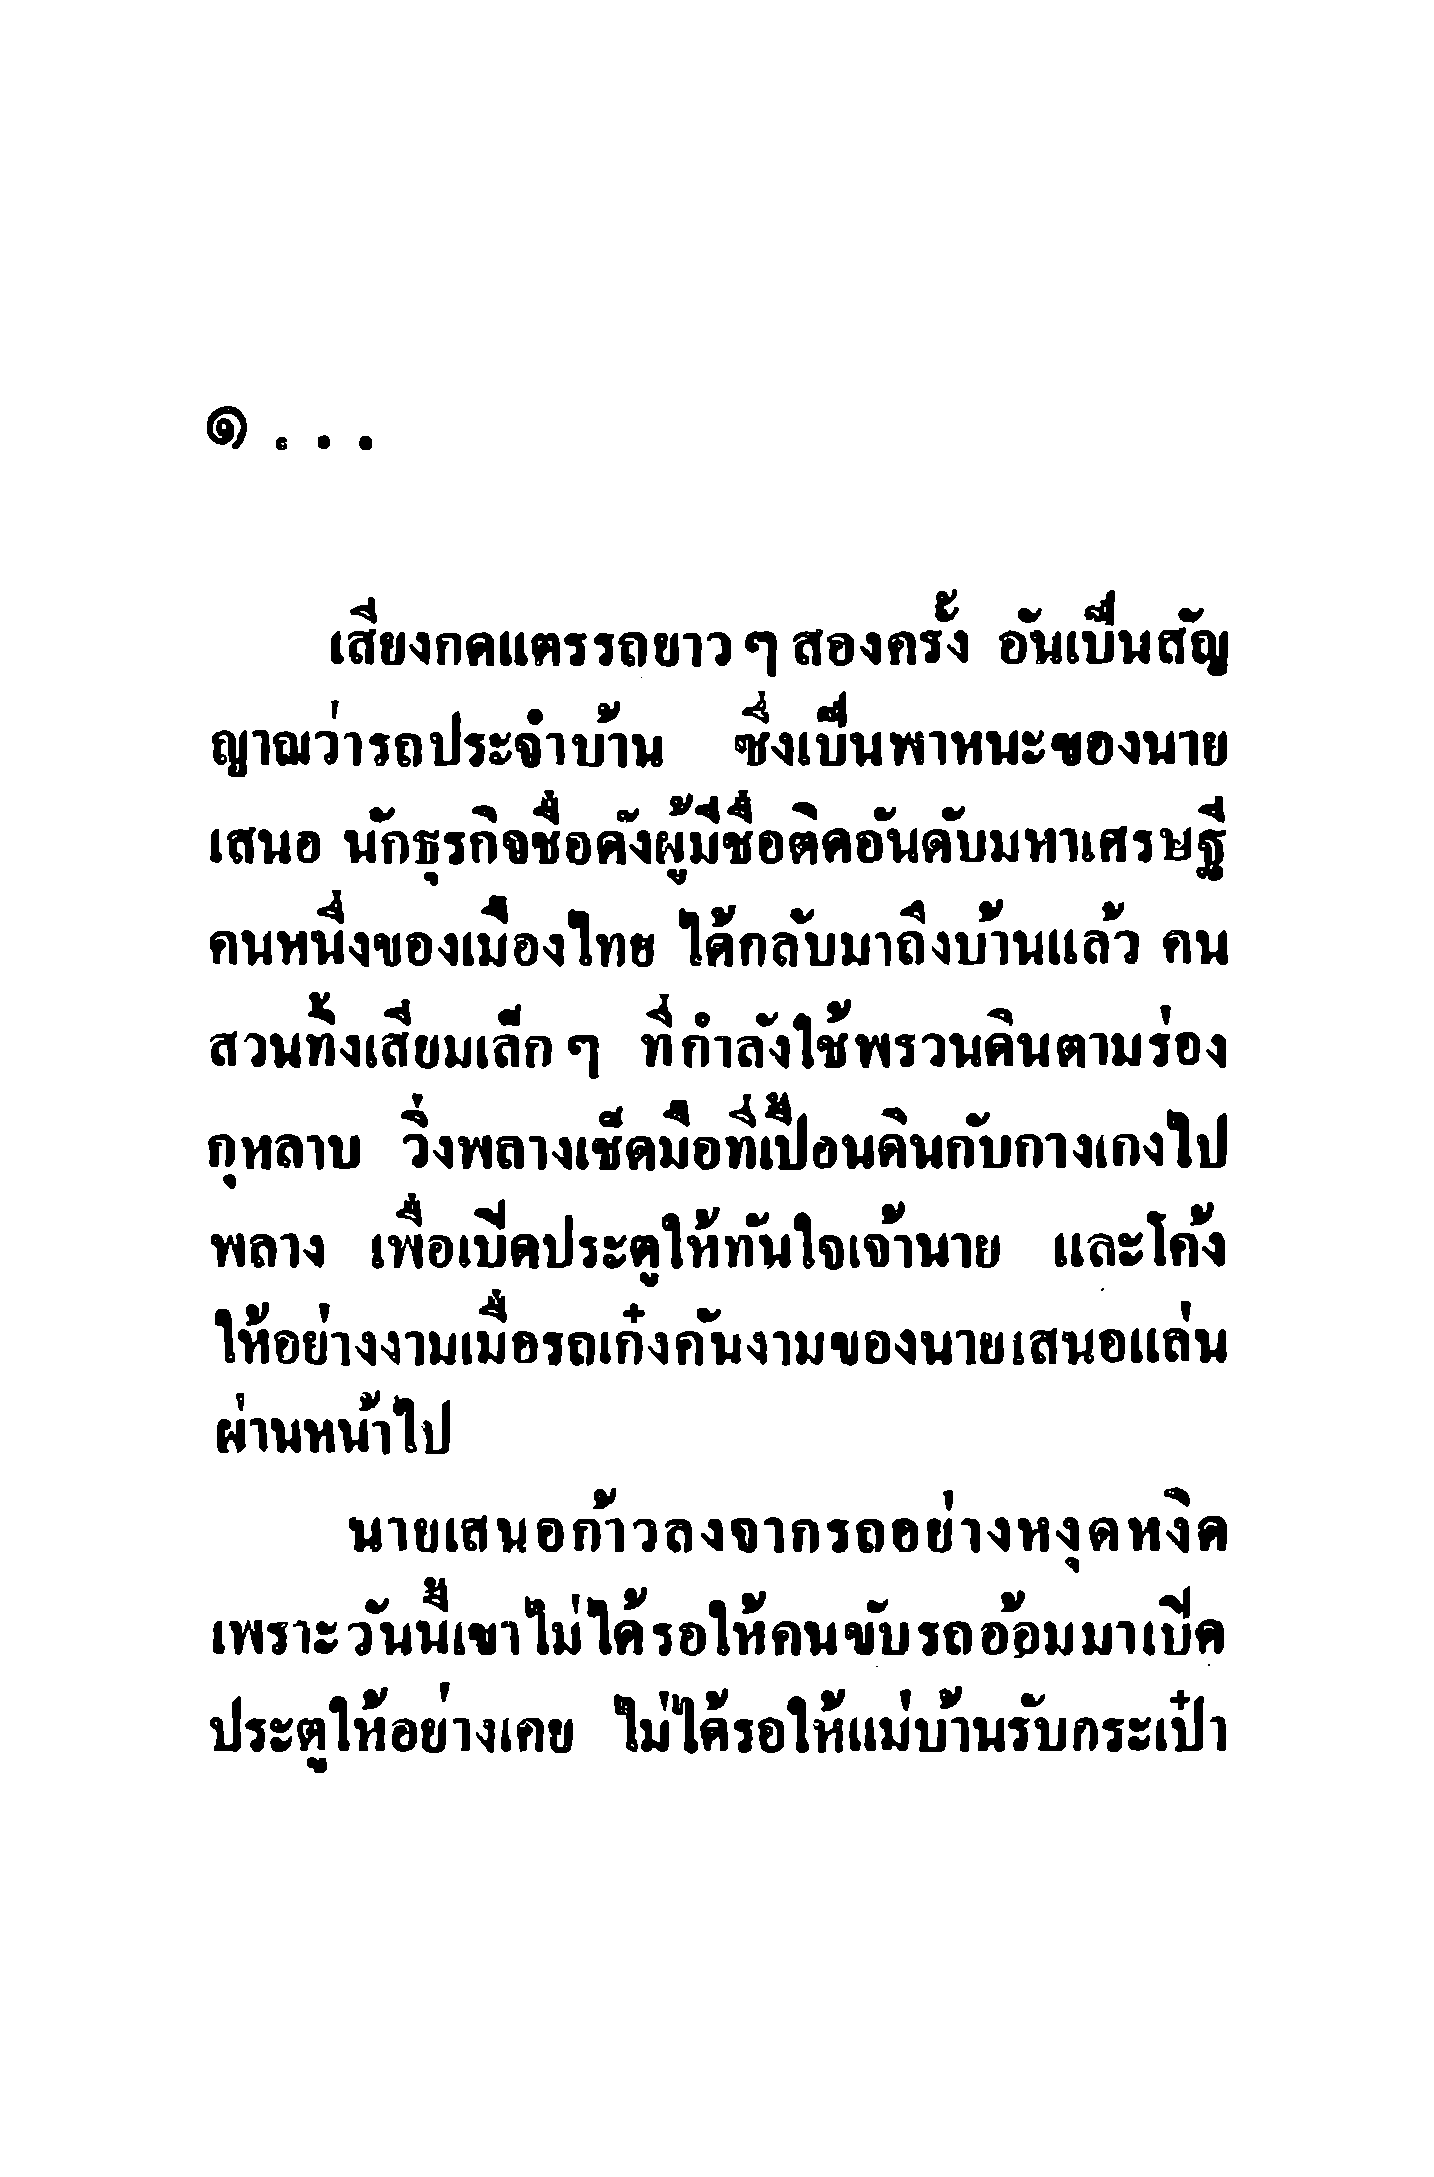 ๑ . . .
เสียงกดแตรรถยาว ๆ สองครั้ง อันเป็นสัญ
ญาณว่ารถประจำบ้าน ซึ่งเป็นพาหนะของนาย
เสนอ นักธุรกิจชื่อดังผู้มีชื่อติดอันดับมหาเศรษฐี
คนหนึ่งของเมืองไทย ได้กลับมาถึงบ้านแล้ว คน
สวนทิ้งเสียมเล็ก ๆ ที่กำลังใช้พรวนดินตามร่อง
กุหลาบ วิ่งพลางเช็ดมือที่เปื้อนดินกับกางเกงไป
พลาง เพื่อเปิดประตูให้ทันใจเจ้านาย และโค้ง
ให้อย่างงามเมื่อรถเก๋งคันงามของนายเสนอแล่น
ผ่านหน้าไป
นายเสนอก้าวลงจากรถอย่างหงุดหงิด
เพราะวันนี้เขาไม่ได้รอให้คนขับรถอ้อมมาเปิด
ประตูให้อย่างเคย ไม่ได้รอให้แม่บ้านรับกระเป๋า